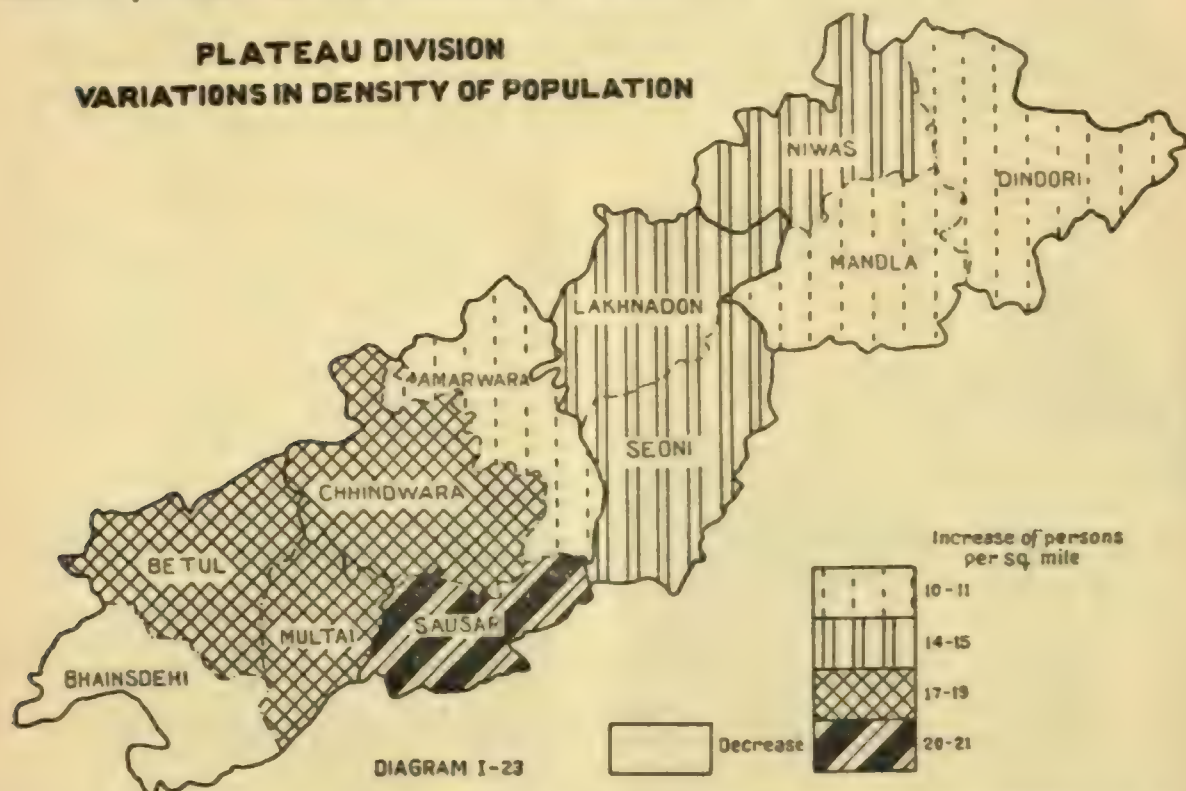 PLATEAU DIVISION
VARIATIONS IN DENSITY OF POPULATION
NIWAS
DINDORI
MANDLA
LAKHNADON
AMARWARA
SEONI
CHHINDWARA
BETUL
SAUSAR
MULTAI
BHAINSDEHI
Increase of persons
per sq. mile
10-11
14-15
17-19
20-21
Decrease
DIAGRAM I-23